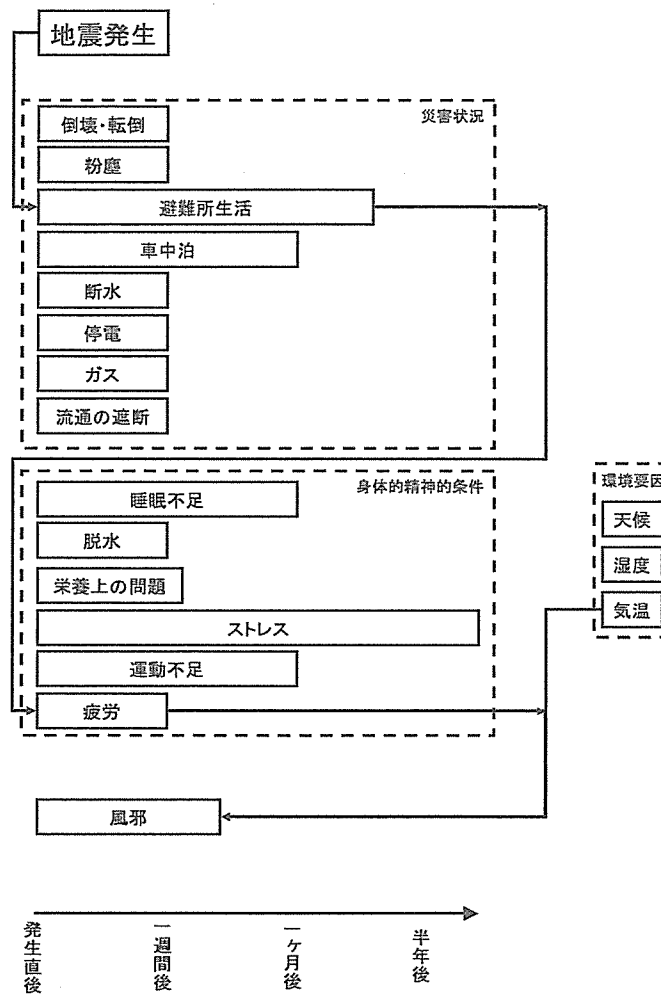 地震発生
災害状況
倒壊・転倒
粉塵
避難所生活
車中泊
断水
停電
ガス
流通の遮断
身体的精神的条件
睡眠不足
脱水
栄養上の問題
ストレス
運動不足
疲労
環境要因
天候
湿度
気温
風邪
発生直後
一週間後
一ヶ月後
半年後